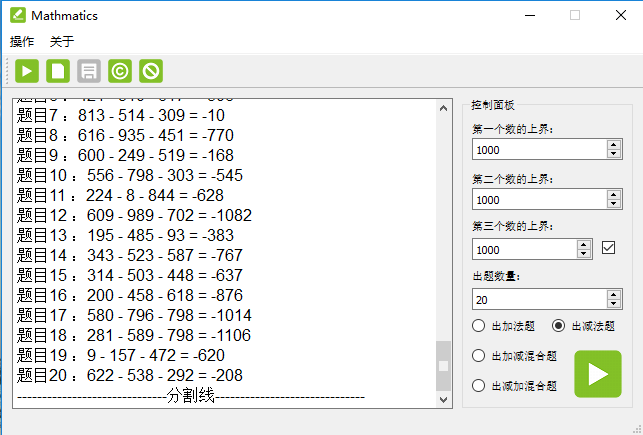 Mathmatics
操作 关于
题目7：813 - 514 - 309 = -10
题目8：616 - 935 - 451 = -770
题目9：600 - 249 - 519 = -168
题目10：556 - 798 - 303 = -545
题目11：224 - 8 - 844 = -628
题目12：609 - 989 - 702 = -1082
题目13：195 - 485 - 93 = -383
题目14：343 - 523 - 587 = -767
题目15：314 - 503 - 448 = -637
题目16：200 - 458 - 618 = -876
题目17：580 - 796 - 798 = -1014
题目18：281 - 589 - 798 = -1106
题目19：9 - 157 - 472 = -620
题目20：622 - 538 - 292 = -208
------------------------------分割线------------------------------
控制面板
第一个数的上界：
1000
第二个数的上界：
1000
第三个数的上界：
1000
出题数量：
20
出加法题 出减法题
出加减混合题
出减加混合题